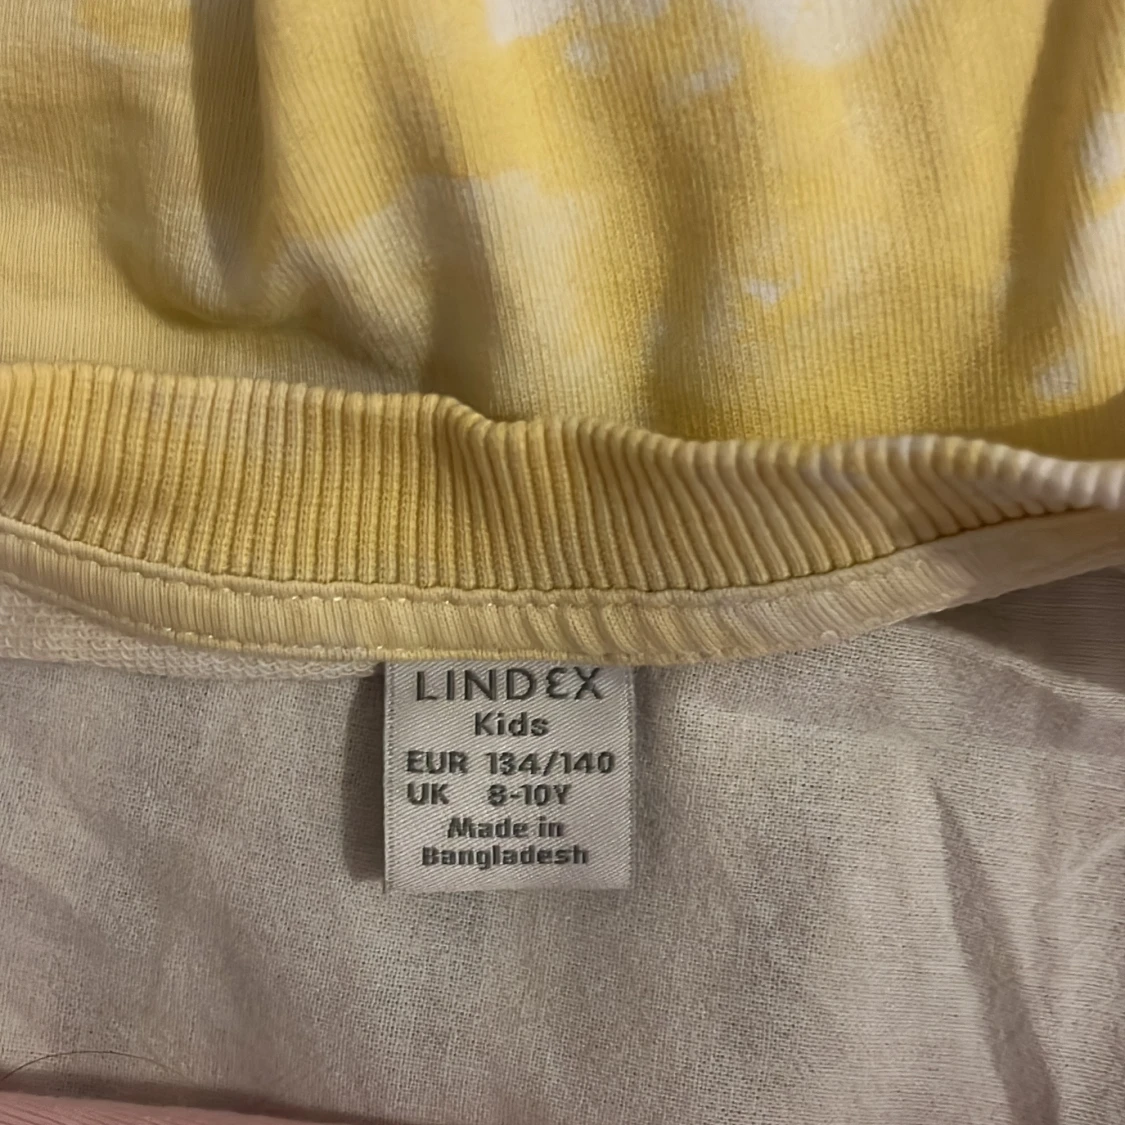 LINDEX
Kids
EUR 134/140
UK 8-10Y
Made in
Bangladesh